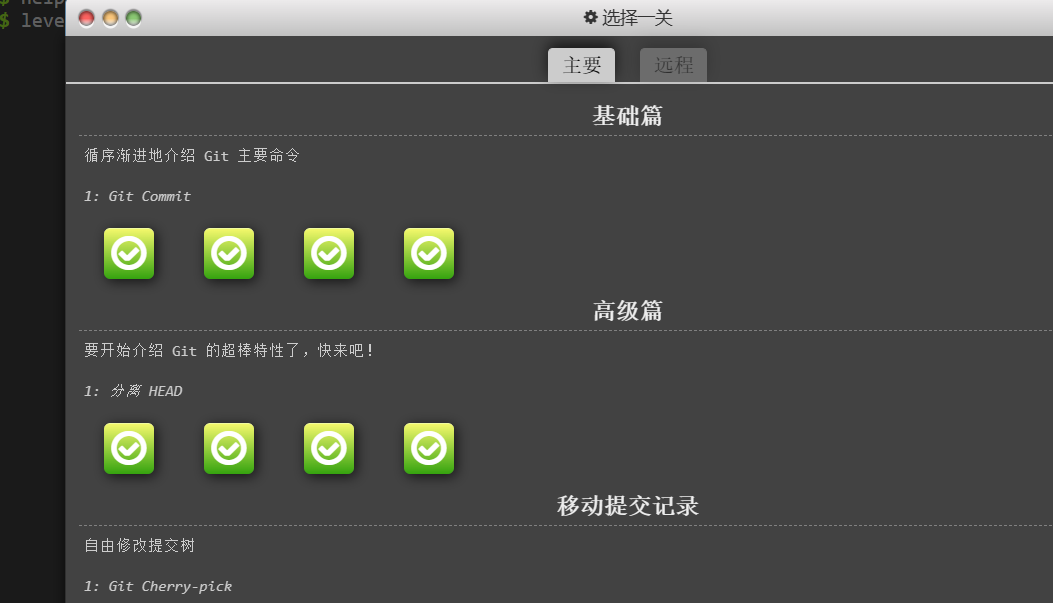 $ help
$ leve
选择一关
主要
远程
基础篇
循序渐进地介绍 Git 主要命令
1: Git Commit
高级篇
要开始介绍 Git 的超棒特性了，快来吧！
1: 分离 HEAD
移动提交记录
自由修改提交树
1: Git Cherry-pick